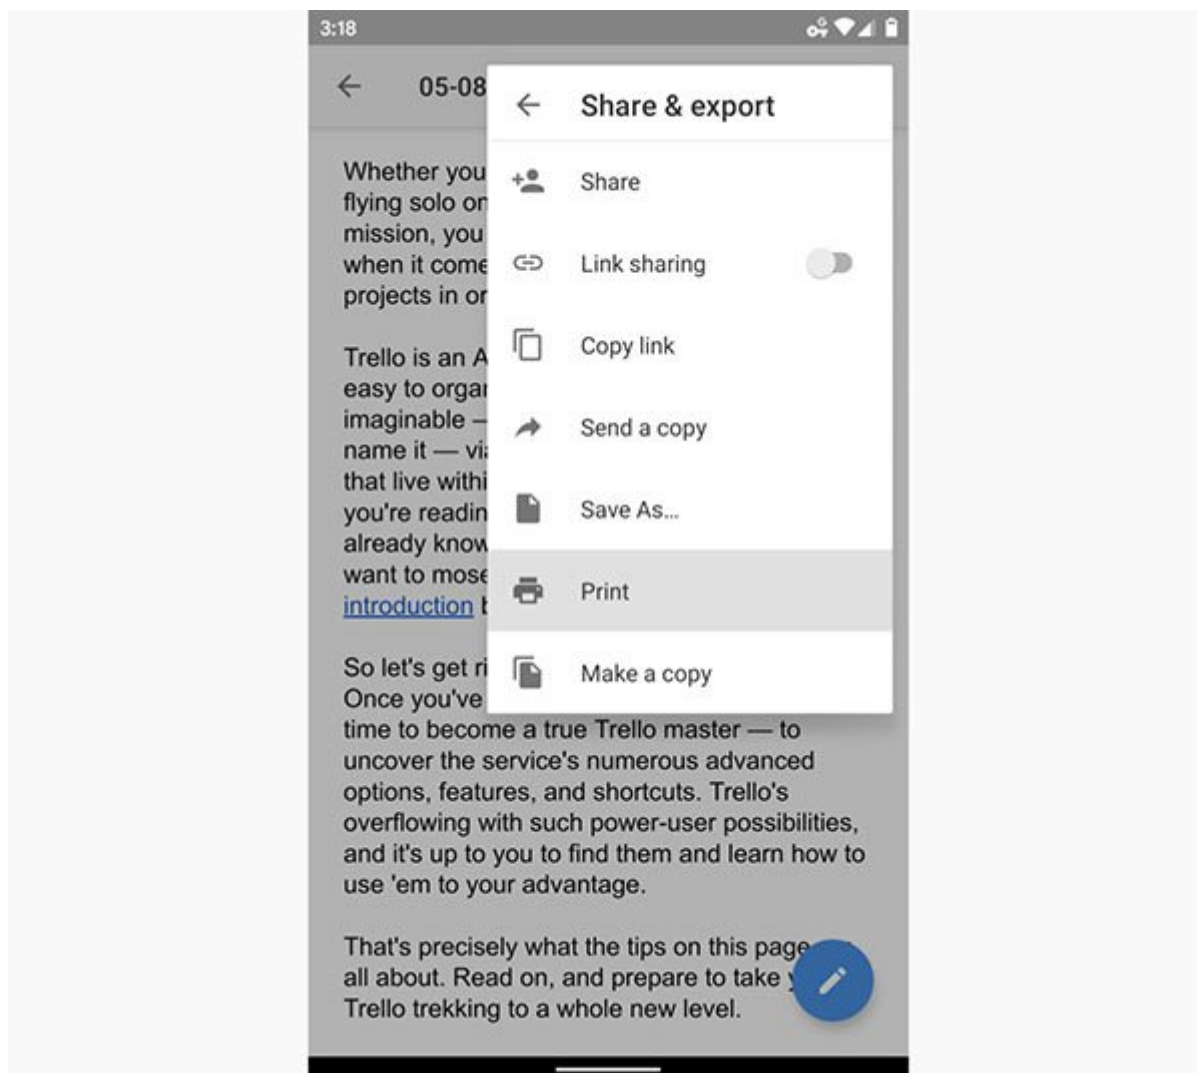 3:18
05-08
Share & export
Share
Link sharing
Copy link
Send a copy
Save As...
Print
Make a copy
Whether you
flying solo on
mission, you
when it come
projects in or
Trello is an A
easy to organ
imaginable —
name it — via
that live withi
you're readin
already know
want to mose
introduction b
So let's get ri
Once you've
time to become a true Trello master — to
uncover the service's numerous advanced
options, features, and shortcuts. Trello's
overflowing with such power-user possibilities,
and it's up to you to find them and learn how to
use 'em to your advantage.
That's precisely what the tips on this page
all about. Read on, and prepare to take
Trello trekking to a whole new level.